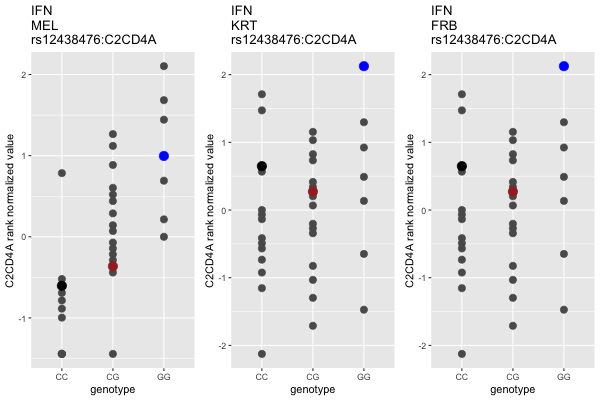 IFN
MEL
rs12438476:C2CD4A
C2CD4A rank normalized value
2
1
0
-1
CC
CG
GG
genotype
IFN
KRT
rs12438476:C2CD4A
C2CD4A rank normalized value
2
1
0
-1
-2
CC
CG
GG
genotype
IFN
FRB
rs12438476:C2CD4A
C2CD4A rank normalized value
2
1
0
-1
-2
CC
CG
GG
genotype